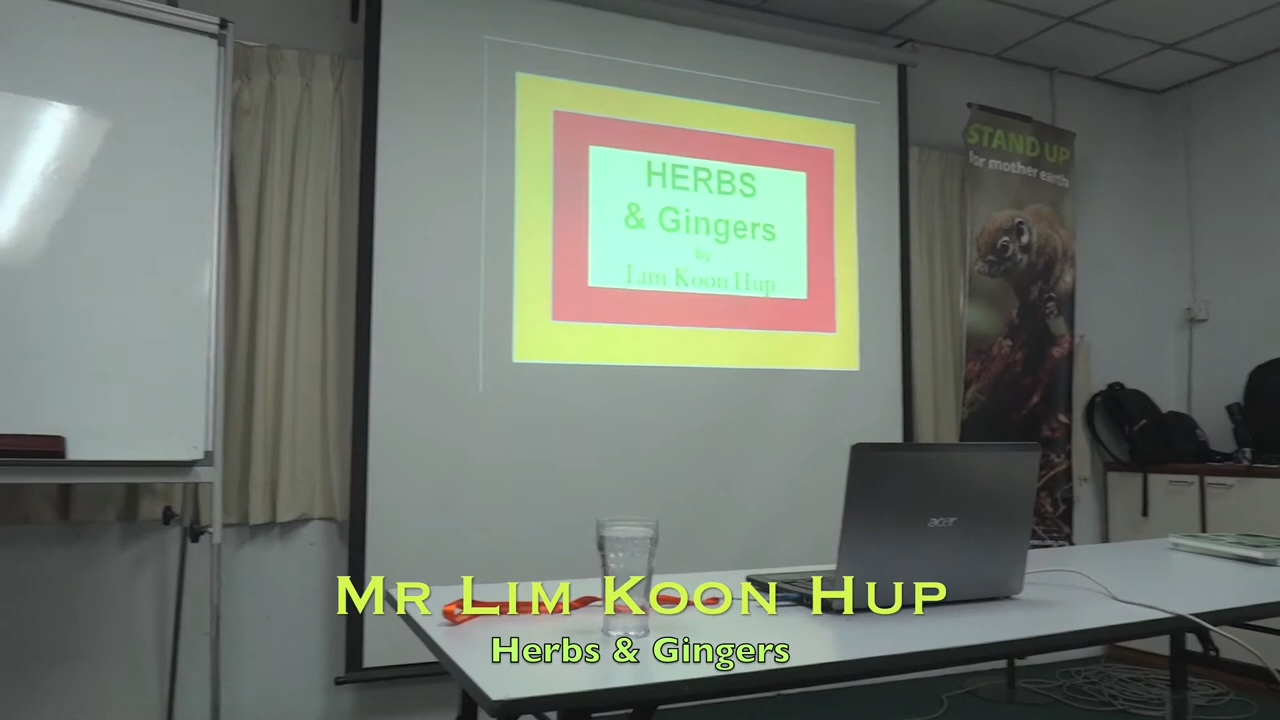 HERBS
& Gingers
by
Lim Koon Hup
STAND UP
for mother earth
acer
Mr Lim Koon Hup
Herbs & Gingers